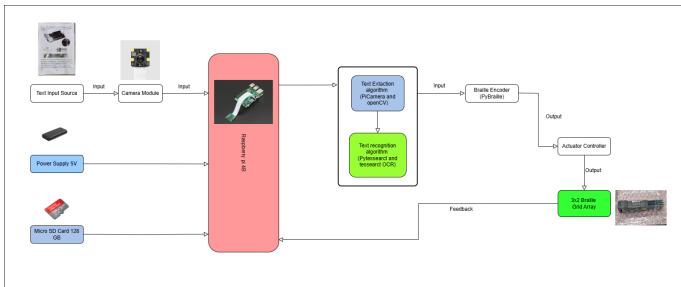 Text Input Source
Input
Camera Module
Input
Power Supply 5V
Micro SD Card 128
GB
Raspberry pi 4B
Text Extaction
algorithm
(PiCamera and
openCV)
Text recognition
algorithm
(Pytesseract and
tesseract OCR)
Input
Braille Encoder
(PyBraille)
Output
Actuator Controller
Output
3x2 Braille
Grid Array
Feedback